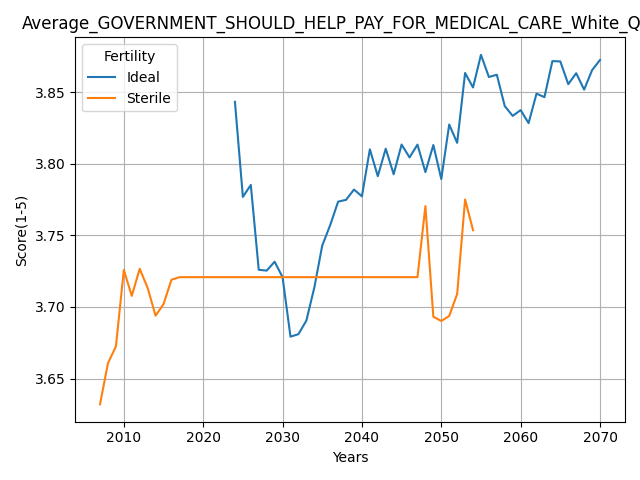 Average_GOVERNMENT_SHOULD_HELP_PAY_FOR_MEDICAL_CARE_White_Q
Fertility
Ideal
Sterile
3.85
3.80
3.75
3.70
3.65
Score(1-5)
2010 2020 2030 2040 2050 2060 2070
Years